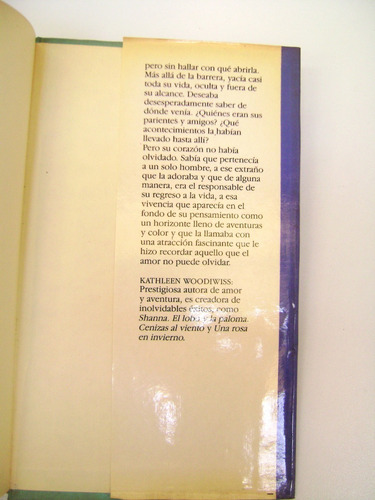 pero sin hallar con qué abrirla.
Más allá de la barrera, yacía casi
toda su vida, oculta y fuera de
su alcance. Deseaba
desesperadamente saber de
dónde venía. ¿Quiénes eran sus
parientes y amigos? ¿Qué
acontecimientos la habían
llevado hasta allí?
Pero su corazón no había
olvidado. Sabía que pertenecía
a un solo hombre, a ese extraño
que la adoraba y que de alguna
manera, era el responsable de
su regreso a la vida, a esa
vivencia que aparecía en el
fondo de su pensamiento como
un horizonte lleno de aventuras
y color y que la llamaba con
una atracción fascinante que le
hizo recordar aquello que el
amor no puede olvidar.
KATHLEEN WOODIWISS:
Prestigiosa autora de amor
y aventura, es creadora de
inolvidables éxitos, como
Shanna. El lobo y la paloma.
Cenizas al viento y Una rosa
en invierno.